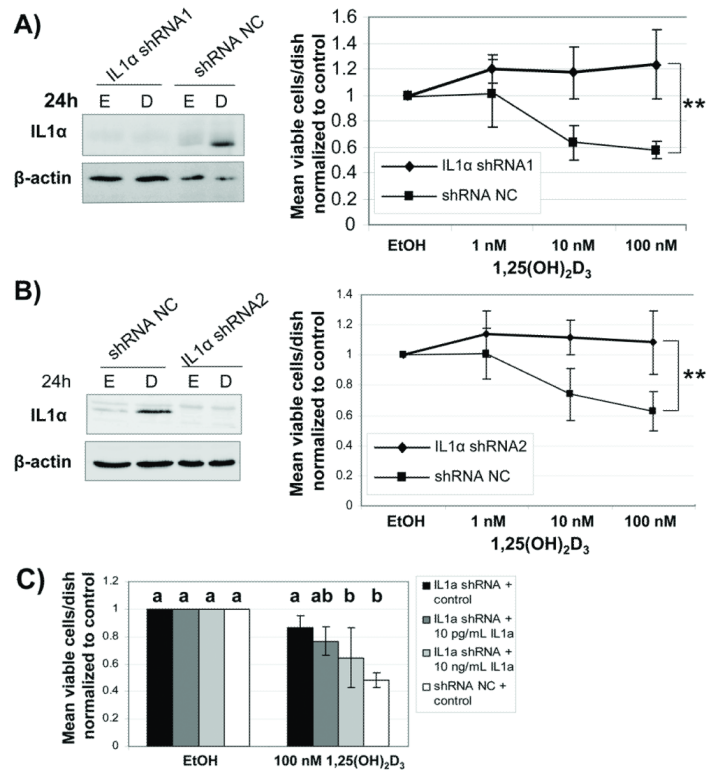 A)
IL1α shRNA1
shRNA NC
24h
E D E D
IL1α
β-actin
Mean viable cells/dish
normalized to control
1.6
1.4
1.2
1
0.8
0.6
0.4
0.2
0
IL1α shRNA1
shRNA NC
**
EtOH 1 nM 10 nM 100 nM
1,25(OH)₂D₃
B)
shRNA NC
IL1α shRNA2
24h
E D E D
IL1α
β-actin
Mean viable cells/dish
normalized to control
1.4
1.2
1
0.8
0.6
0.4
0.2
0
IL1α shRNA2
shRNA NC
**
EtOH 1 nM 10 nM 100 nM
1,25(OH)₂D₃
C)
Mean viable cells/dish
normalized to control
1.2
1
0.8
0.6
0.4
0.2
0
a a a a a ab b b
EtOH 100 nM 1,25(OH)₂D₃
IL1a shRNA +
control
IL1a shRNA +
10 pg/mL IL1a
IL1a shRNA +
10 ng/mL IL1a
shRNA NC +
control